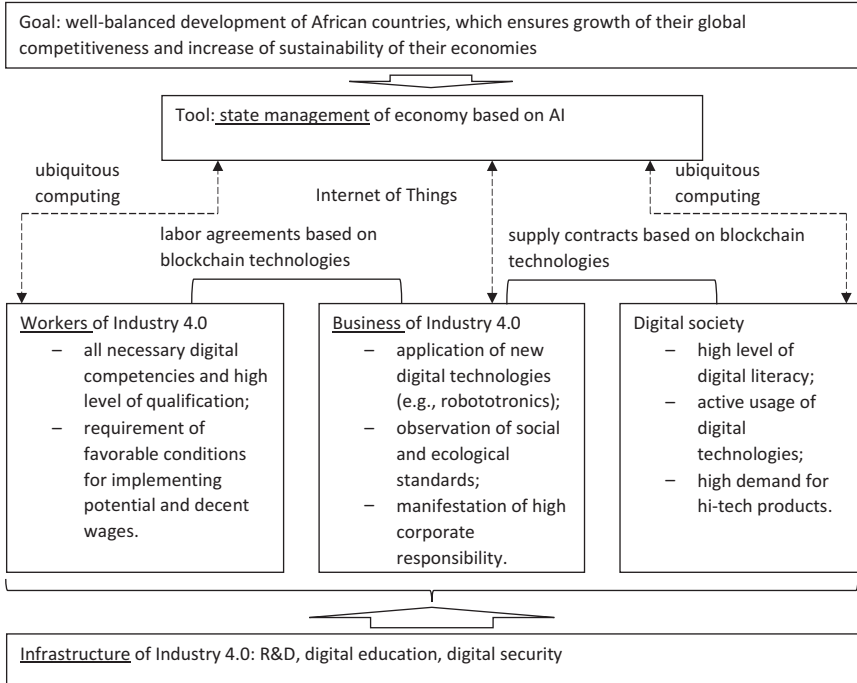 Goal: well-balanced development of African countries, which ensures growth of their global
competitiveness and increase of sustainability of their economies
Tool: state management of economy based on AI
ubiquitous
computing
Internet of Things
ubiquitous
computing
labor agreements based on
blockchain technologies
supply contracts based on blockchain
technologies
Workers of Industry 4.0
– all necessary digital
competencies and high
level of qualification;
– requirement of
favorable conditions
for implementing
potential and decent
wages.
Business of Industry 4.0
– application of new
digital technologies
(e.g., robototronics);
– observation of social
and ecological
standards;
– manifestation of high
corporate
responsibility.
Digital society
– high level of
digital literacy;
– active usage of
digital
technologies;
– high demand for
hi-tech products.
Infrastructure of Industry 4.0: R&D, digital education, digital security